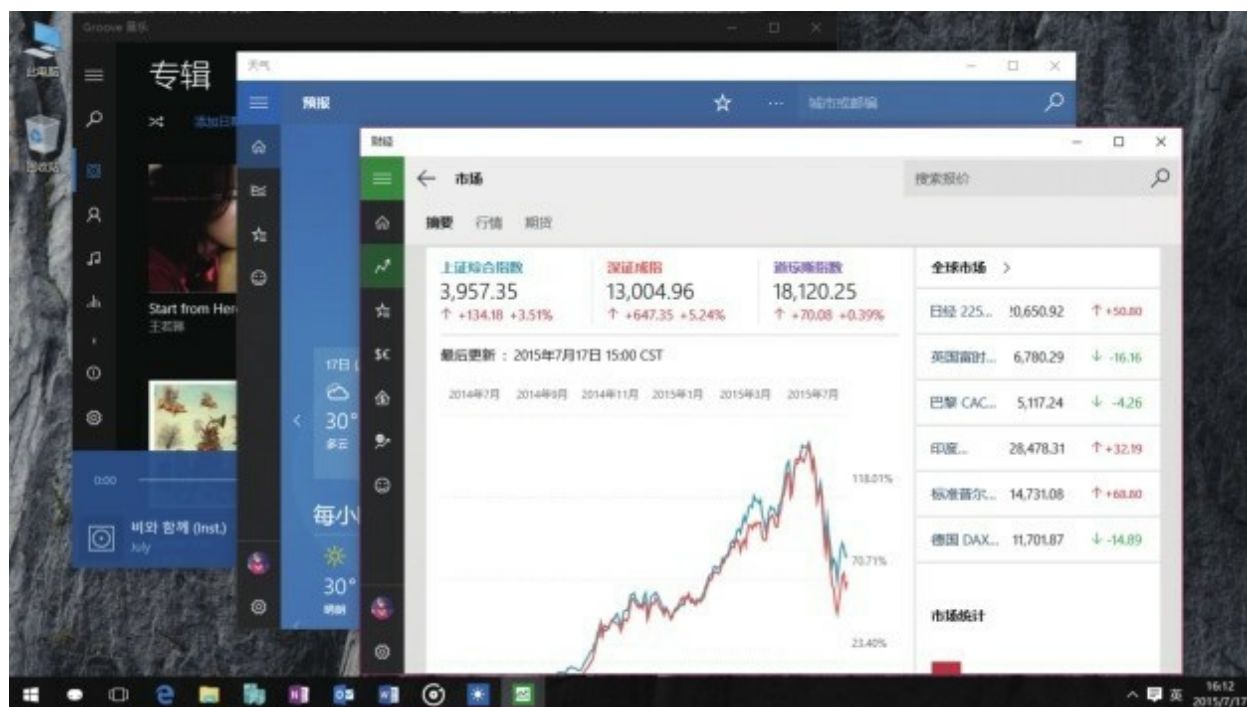 Groove 音乐
此电脑
回收站
专辑
Start from Her
王若琳
0:00
비와 함께 (Inst.)
July
天气
预报
城市或邮编
17日
30°
多云
每小
30°
晴朗
财经
市场
搜索报价
摘要 行情 期货
上证综合指数 深证成指 道琼斯指数
3,957.35 13,004.96 18,120.25
↑ +134.18 +3.51% ↑ +647.35 +5.24% ↑ +70.08 +0.39%
最后更新：2015年7月17日 15:00 CST
2014年7月 2014年9月 2014年11月 2015年1月 2015年3月 2015年7月
118.01%
70.71%
23.40%
全球市场 >
日经 225... 0,650.92 ↑ +50.80
英国富时... 6,780.29 ↓ -16.16
巴黎 CAC... 5,117.24 ↓ -4.26
印度... 28,478.31 ↑ +32.19
标准普尔... 14,731.08 ↑ +68.80
德国 DAX... 11,701.87 ↓ -14.89
市场统计
英
16:12
2015/7/17